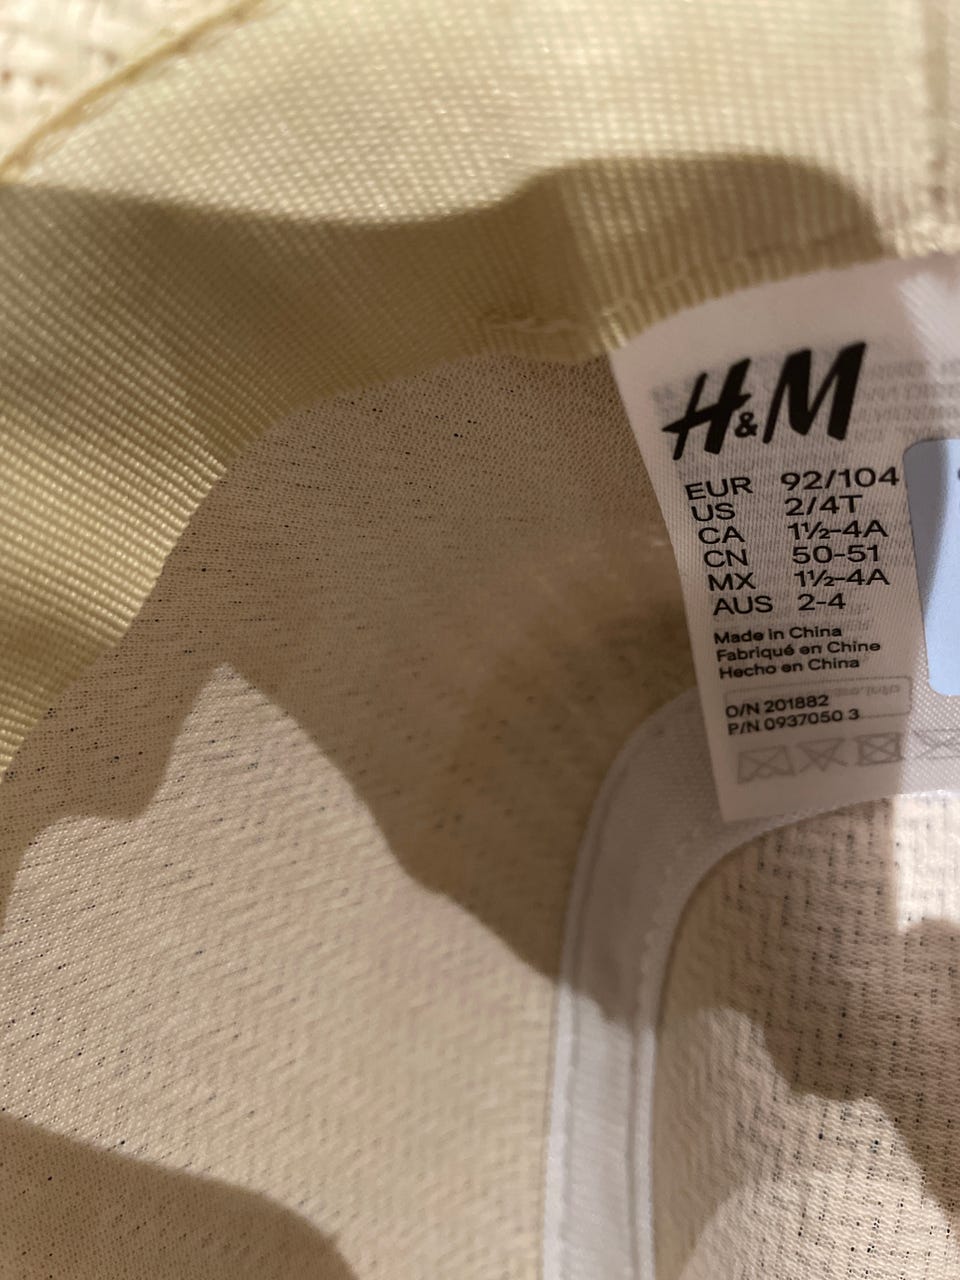 H&M
EUR 92/104
US 2/4T
CA 1½-4A
CN 50-51
MX 1½-4A
AUS 2-4
Made in China
Fabriqué en Chine
Hecho en China
O/N 201882
P/N 0937050 3